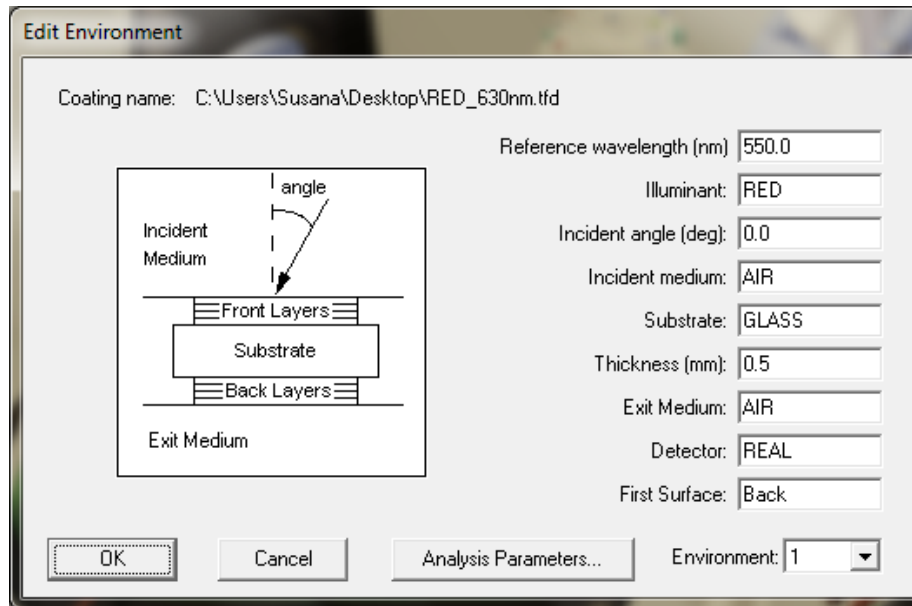 Edit Environment
Coating name: C:\Users\Susana\Desktop\RED_630nm.tfd
angle
Incident
Medium
Front Layers
Substrate
Back Layers
Exit Medium
Reference wavelength (nm) 550.0
Illuminant: RED
Incident angle (deg): 0.0
Incident medium: AIR
Substrate: GLASS
Thickness (mm): 0.5
Exit Medium: AIR
Detector: REAL
First Surface: Back
OK Cancel Analysis Parameters... Environment: 1